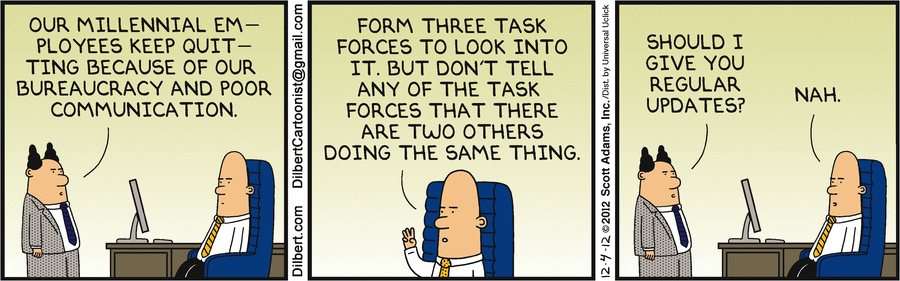 OUR MILLENNIAL EM-
PLOYEES KEEP QUIT-
TING BECAUSE OF OUR
BUREAUCRACY AND POOR
COMMUNICATION.
Dilbert.com DilbertCartoonist@gmail.com
FORM THREE TASK
FORCES TO LOOK INTO
IT. BUT DON'T TELL
ANY OF THE TASK
FORCES THAT THERE
ARE TWO OTHERS
DOING THE SAME THING.
12-4-12 © 2012 Scott Adams, Inc. /Dist. by Universal Uclick
SHOULD I
GIVE YOU
REGULAR
UPDATES?
NAH.